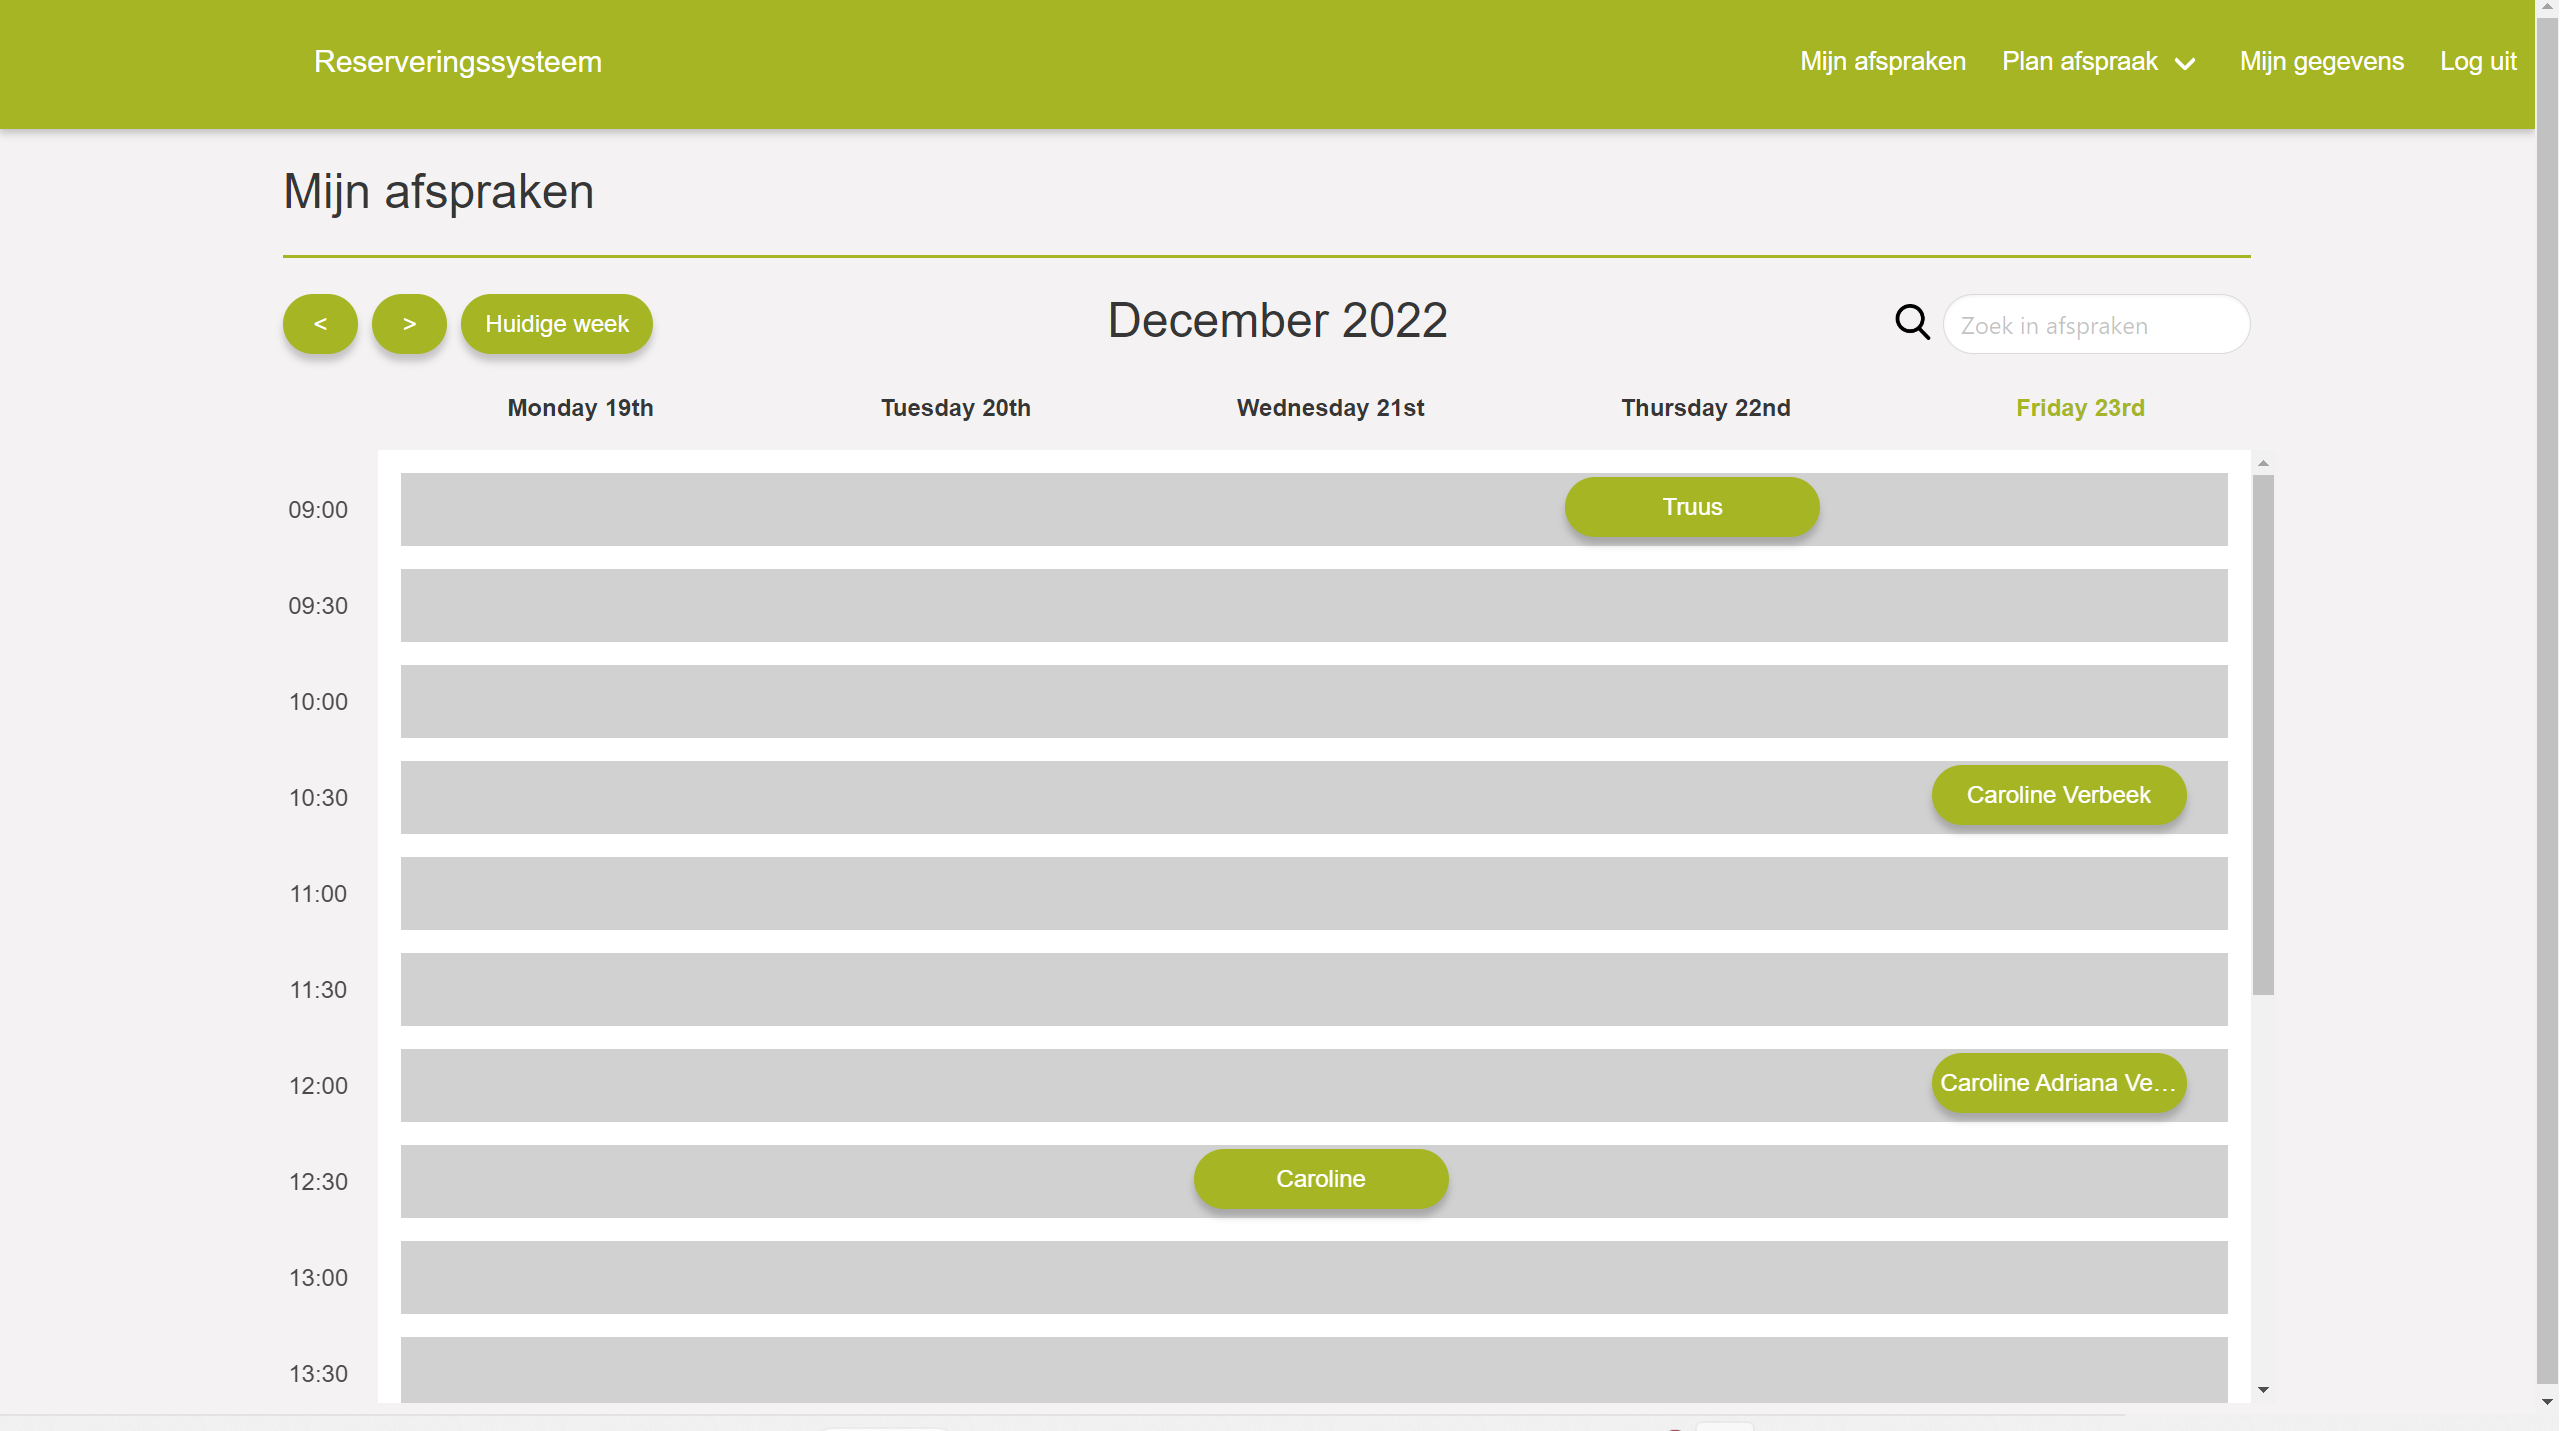 Reserveringssysteem
Mijn afspraken Plan afspraak Mijn gegevens Log uit
Mijn afspraken
< > Huidige week
December 2022
Zoek in afspraken
Monday 19th Tuesday 20th Wednesday 21st Thursday 22nd Friday 23rd
09:00 Truus
09:30
10:00
10:30 Caroline Verbeek
11:00
11:30
12:00 Caroline Adriana Ve...
12:30 Caroline
13:00
13:30